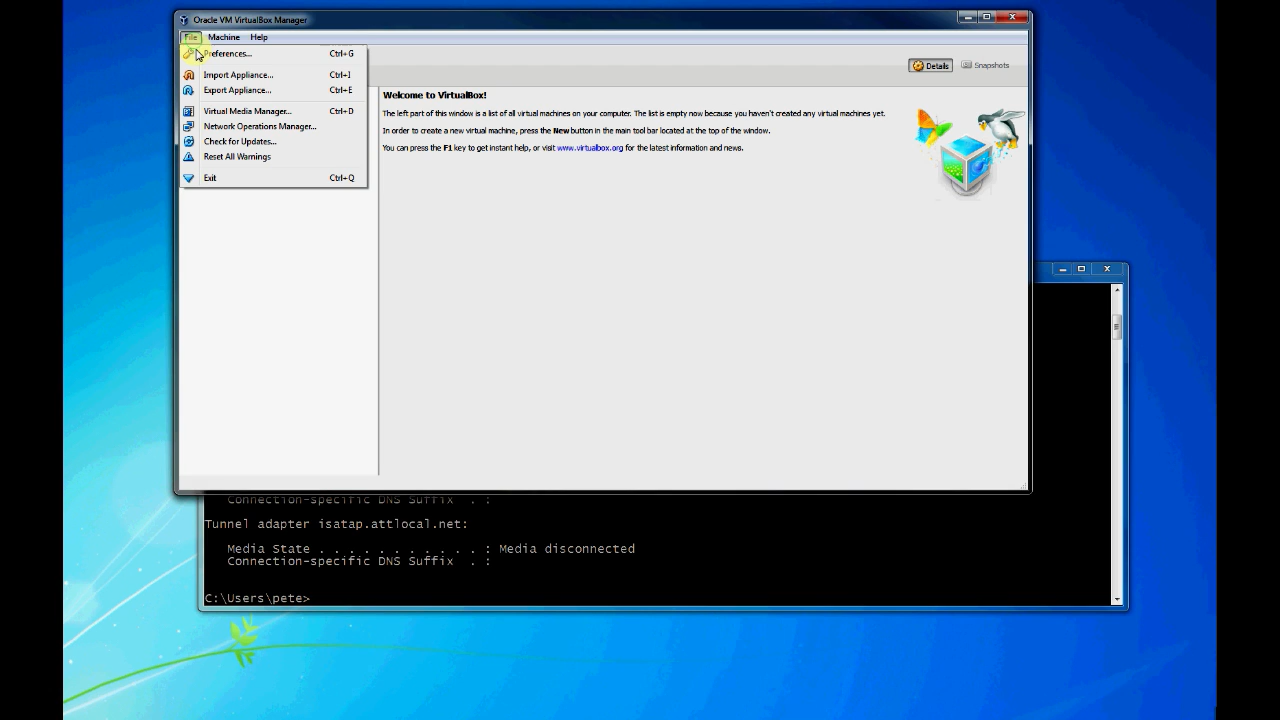 Oracle VM VirtualBox Manager
File Machine Help
Preferences... Ctrl+G
Import Appliance... Ctrl+I
Export Appliance... Ctrl+E
Virtual Media Manager... Ctrl+D
Network Operations Manager...
Check for Updates...
Reset All Warnings
Exit Ctrl+Q
Details Snapshots
Welcome to VirtualBox!
The left part of this window is a list of all virtual machines on your computer. The list is empty now because you haven't created any virtual machines yet.
In order to create a new virtual machine, press the New button in the main tool bar located at the top of the window.
You can press the F1 key to get instant help, or visit www.virtualbox.org for the latest information and news.
Connection-specific DNS Suffix . :
Tunnel adapter isatap.attlocal.net:
Media State . . . . . . . . . . . : Media disconnected
Connection-specific DNS Suffix . :
C:\Users\pete>